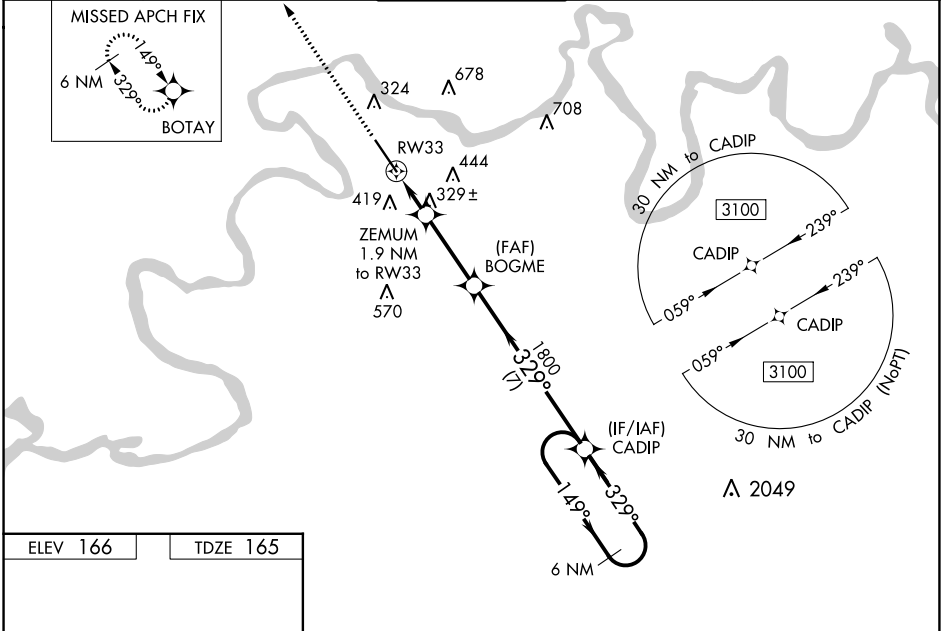 MISSED APCH FIX
6 NM
149°
329°
BOTAY
324
678
708
RW33
444
419
329±
ZEMUM
1.9 NM
to RW33
570
(FAF)
BOGME
1800
329°
(7)
(IF/IAF)
CADIP
149°
329°
6 NM
30 NM to CADIP
3100
239°
CADIP
059°
239°
CADIP
059°
3100
30 NM to CADIP (NoPT)
2049
ELEV 166
TDZE 165